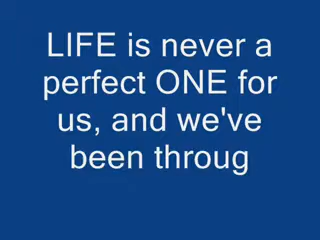 LIFE is never a
perfect ONE for
us, and we've
been throug